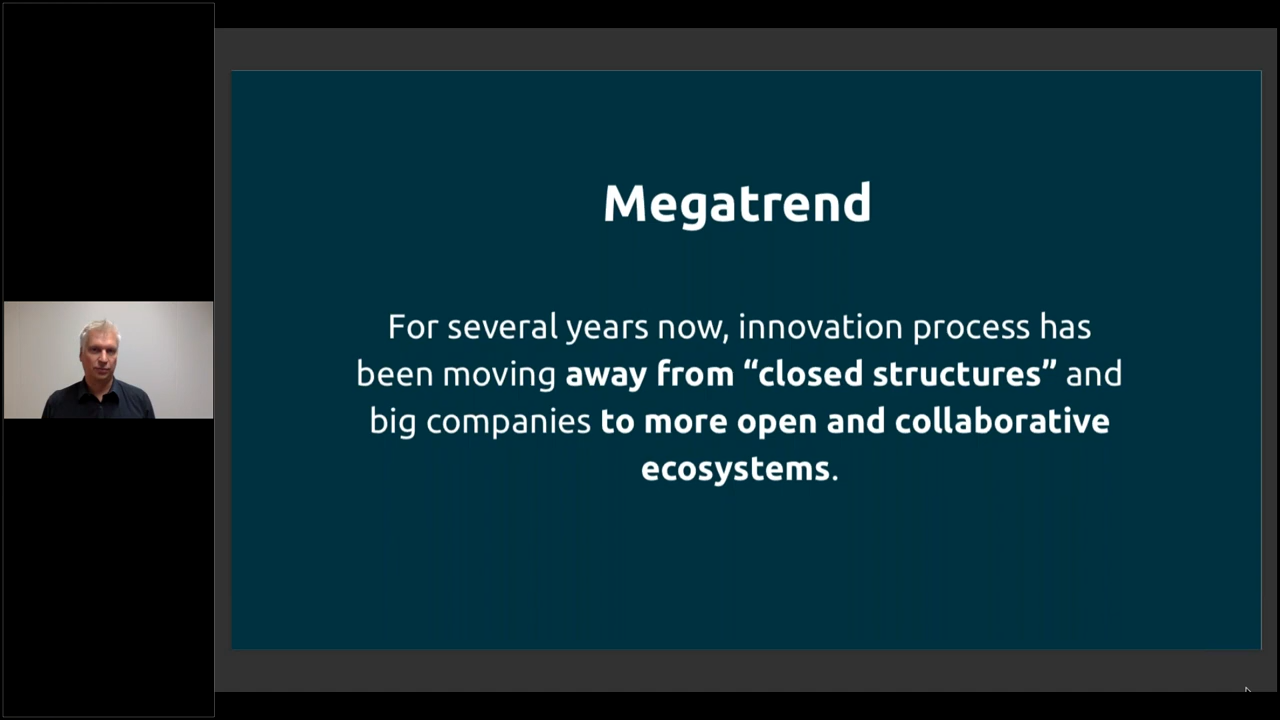 Megatrend
For several years now, innovation process has
been moving away from “closed structures” and
big companies to more open and collaborative
ecosystems.